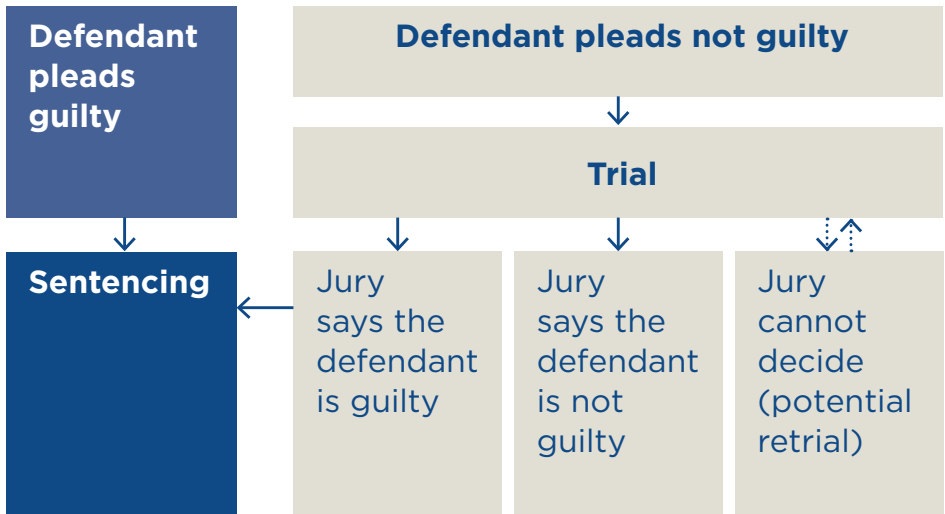 Defendant
pleads
guilty
Defendant pleads not guilty
Trial
Sentencing
Jury
says the
defendant
is guilty
Jury
says the
defendant
is not
guilty
Jury
cannot
decide
(potential
retrial)